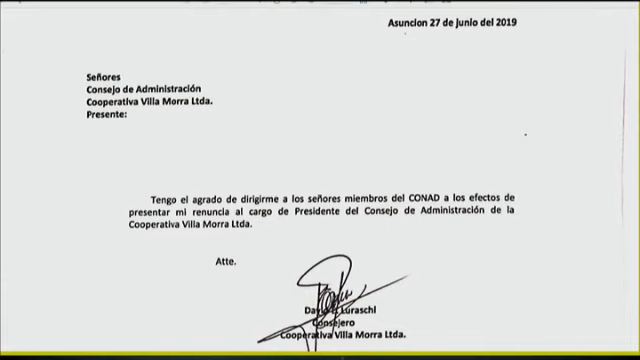 Asuncion 27 de junio del 2019
Señores
Consejo de Administración
Cooperativa Villa Morra Ltda.
Presente:
Tengo el agrado de dirigirme a los señores miembros del CONAD a los efectos de
presentar mi renuncia al cargo de Presidente del Consejo de Administración de la
Cooperativa Villa Morra Ltda.
Atte.
Luraschi
Consejero
Cooperativa Villa Morra Ltda.